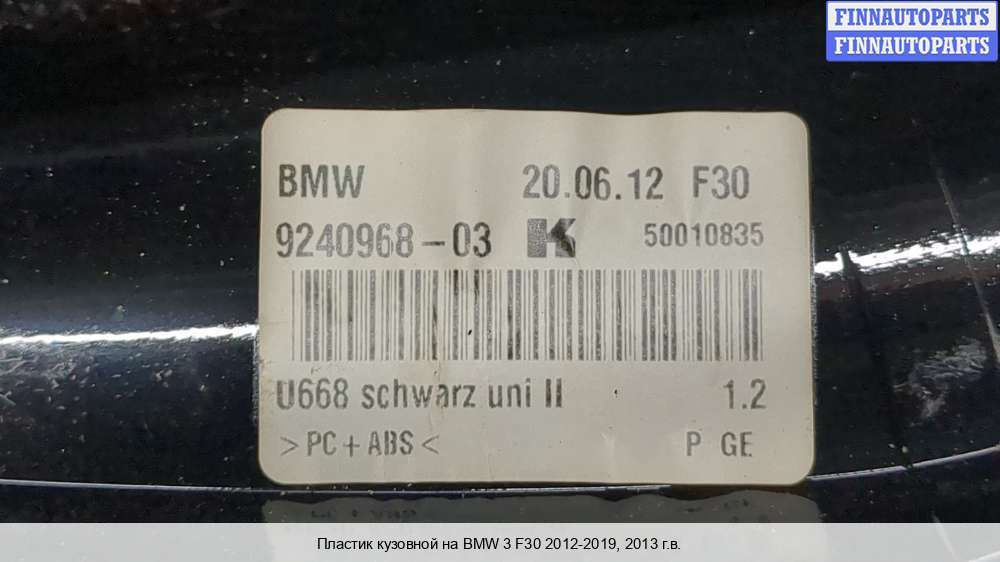 FINNAUTOPARTS
FINNAUTOPARTS
BMW 20.06.12 F30
9240968-03 K 50010835
U668 schwarz uni II 1.2
>PC+ABS< P GE
Пластик кузовной на BMW 3 F30 2012-2019, 2013 г.в.